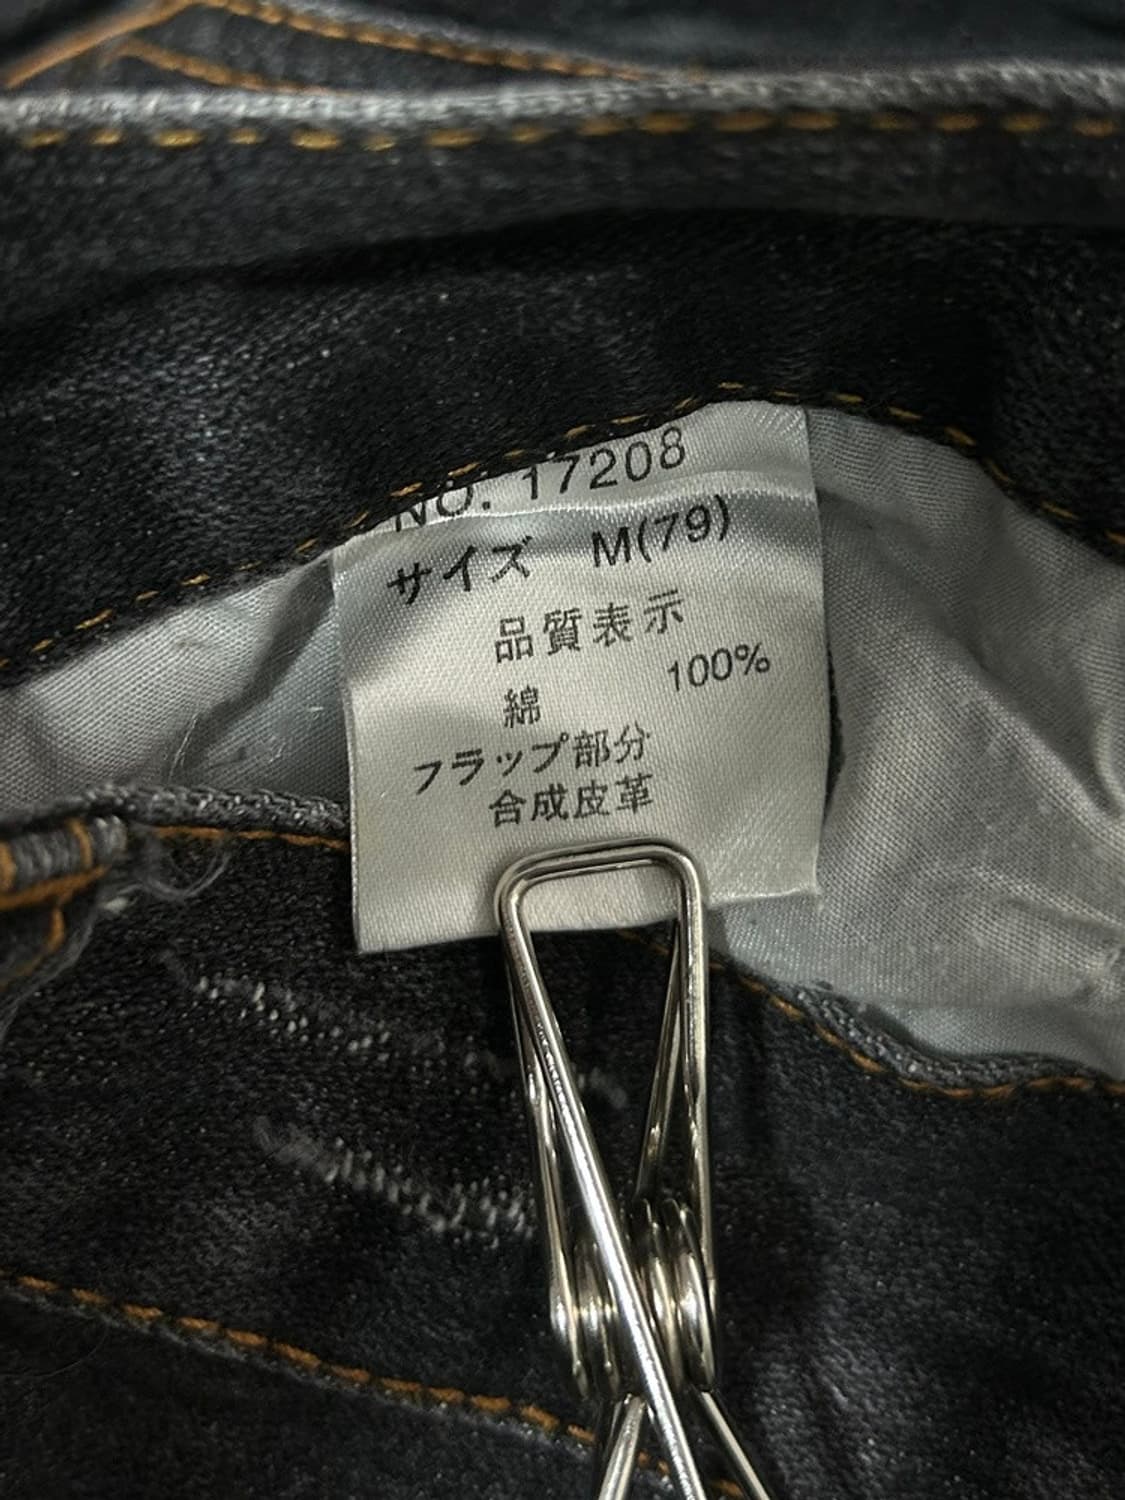 NO. 17208
サイズ M(79)
品質表示
綿 100%
フラップ部分
合成皮革